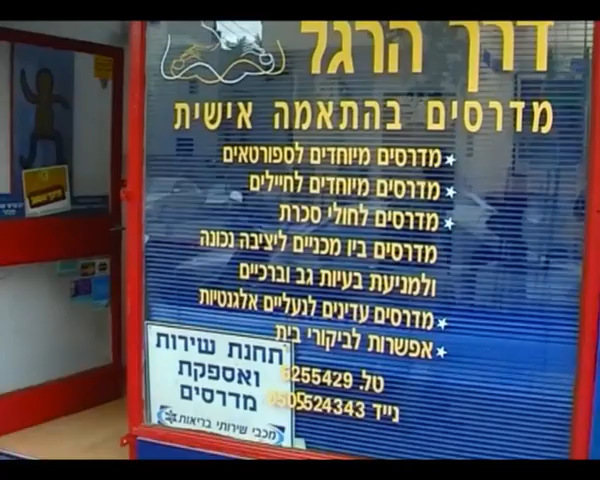 דרך הרגל
מדרסים בהתאמה אישית
מדרסים מיוחדים לספורטאים
מדרסים מיוחדים לחיילים
מדרסים לחולי סכרת
מדרסים ביו מכניים ליציבה נכונה
ולמניעת בעיות גב וברכיים
מדרסים עדינים לנעליים אלגנטיות
אפשרות לביקורי בית
טל. 6255429
נייד
תחנת שירות
ואספקת
מדרסים
מכבי שירותי בריאות